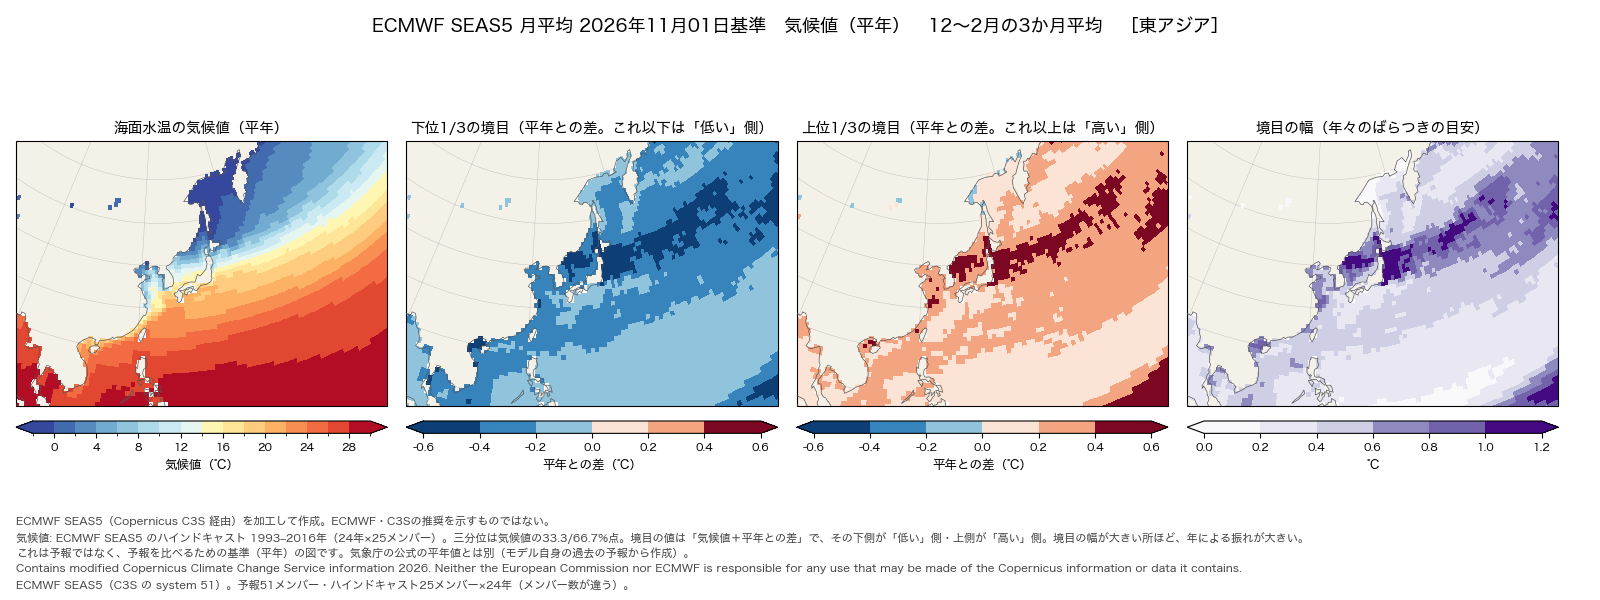 ECMWF SEAS5 月平均 2026年11月01日基準　気候値（平年）　12～2月の3か月平均　［東アジア］
海面水温の気候値（平年）
下位1/3の境目（平年との差。これ以下は「低い」側）
上位1/3の境目（平年との差。これ以上は「高い」側）
境目の幅（年々のばらつきの目安）
0 4 8 12 16 20 24 28
気候値（℃）
-0.6 -0.4 -0.2 0.0 0.2 0.4 0.6
平年との差（℃）
-0.6 -0.4 -0.2 0.0 0.2 0.4 0.6
平年との差（℃）
0.0 0.2 0.4 0.6 0.8 1.0 1.2
℃
ECMWF SEAS5（Copernicus C3S 経由）を加工して作成。ECMWF・C3Sの推奨を示すものではない。
気候値: ECMWF SEAS5 のハインドキャスト 1993–2016年（24年×25メンバー）。三分位は気候値の33.3/66.7%点。境目の値は「気候値＋平年との差」で、その下側が「低い」側・上側が「高い」側。境目の幅が大きい所ほど、年による振れが大きい。
これは予報ではなく、予報を比べるための基準（平年）の図です。気象庁の公式の平年値とは別（モデル自身の過去の予報から作成）。
Contains modified Copernicus Climate Change Service information 2026. Neither the European Commission nor ECMWF is responsible for any use that may be made of the Copernicus information or data it contains.
ECMWF SEAS5（C3S の system 51）。予報51メンバー・ハインドキャスト25メンバー×24年（メンバー数が違う）。